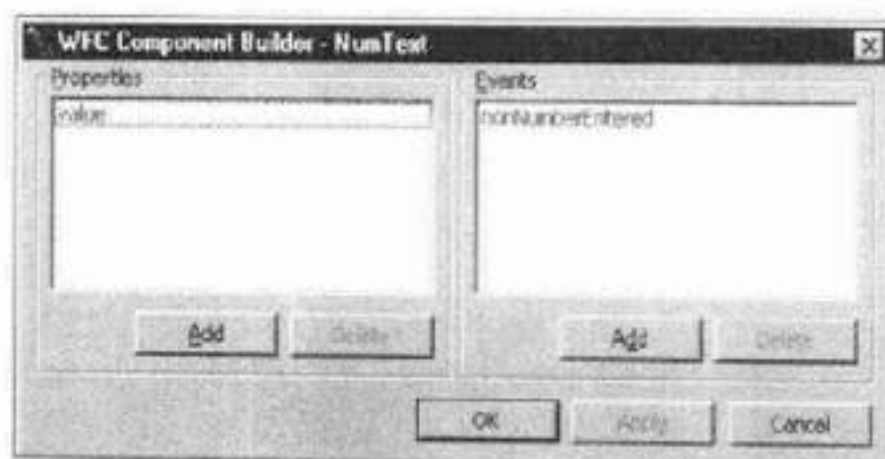 WFC Component Builder - NumText
Properties
value
Add
Delete
Events
nonNumberEntered
Add
Delete
OK
Apply
Cancel